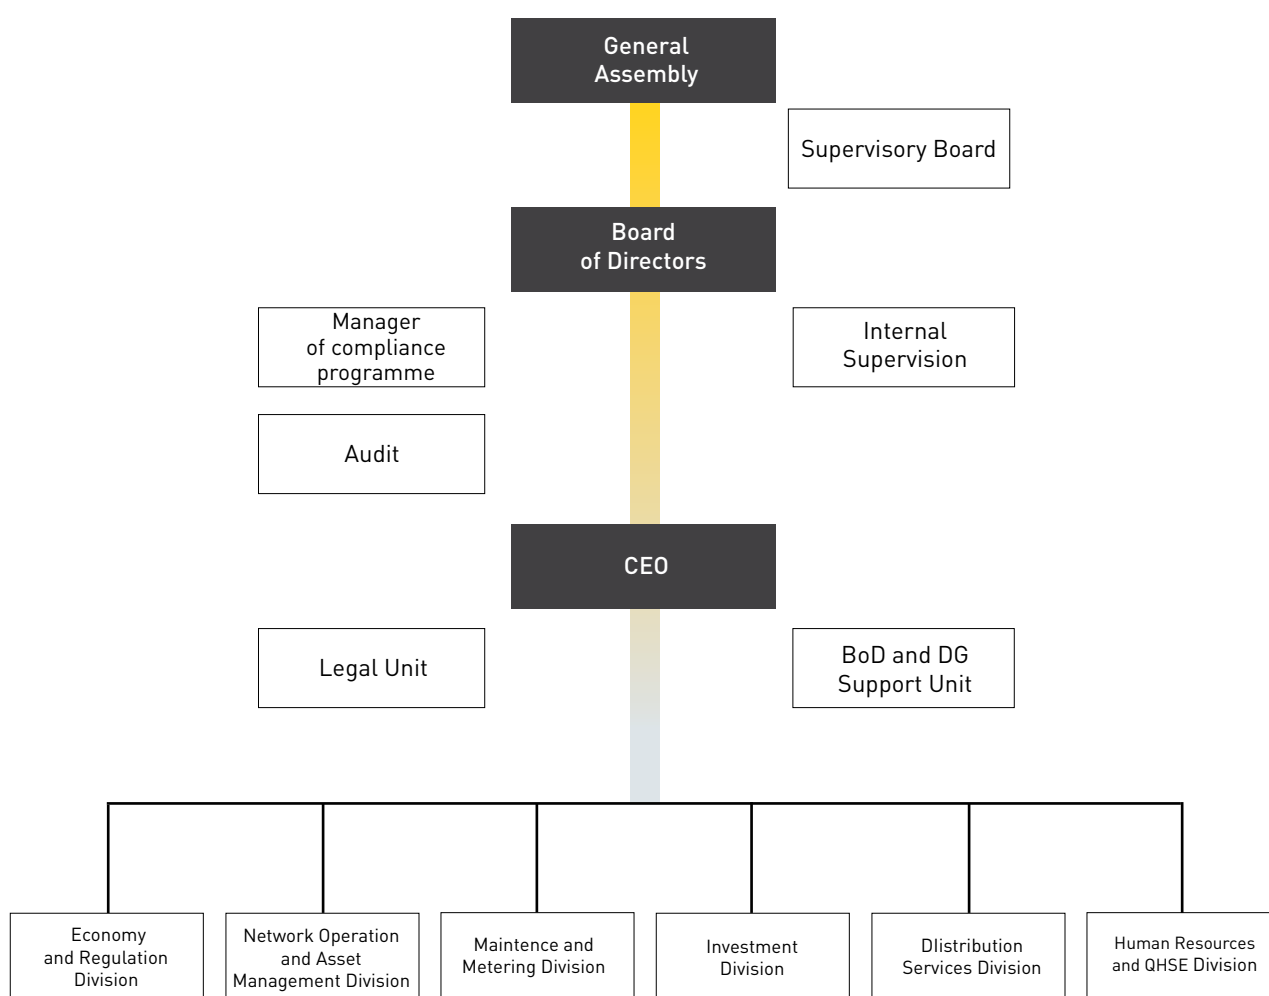 General
Assembly
Supervisory Board
Board
of Directors
Manager
of compliance
programme
Internal
Supervision
Audit
CEO
Legal Unit
BoD and DG
Support Unit
Economy
and Regulation
Division
Network Operation
and Asset
Management Division
Maintence and
Metering Division
Investment
Division
DIistribution
Services Division
Human Resources
and QHSE Division